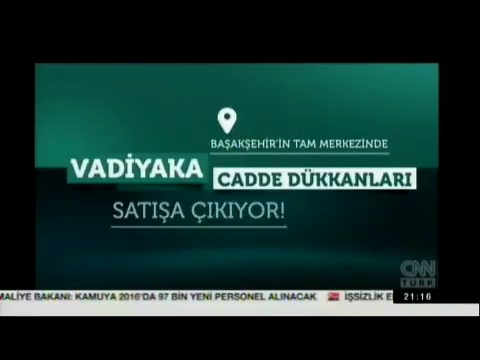 BAŞAKŞEHİR'İN TAM MERKEZİNDE
VADİYAKA
CADDE DÜKKANLARI
SATIŞA ÇIKIYOR!
CNN
TÜRK
MALİYE BAKANI: KAMUYA 2016'DA 97 BİN YENİ PERSONEL ALINACAK
İŞSİZLİK
21:16